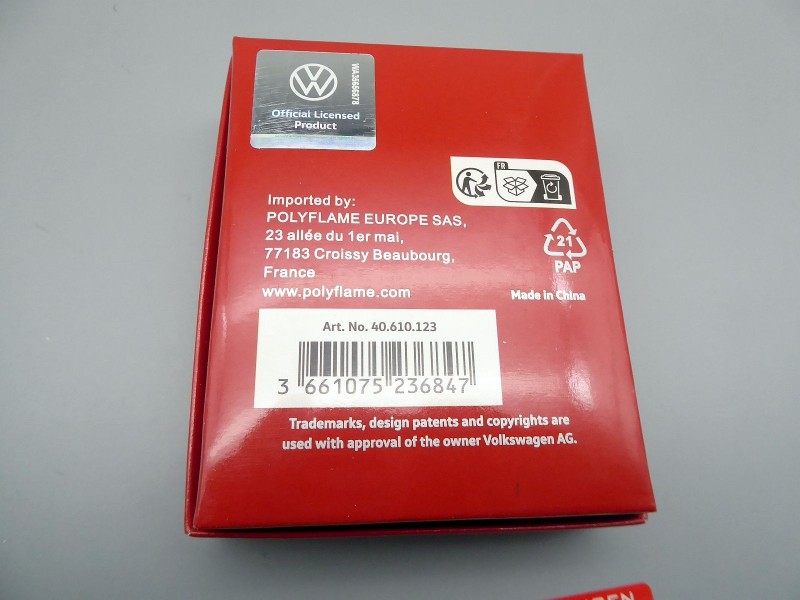 WA35656878
Official Licensed
Product
FR
Imported by:
POLYFLAME EUROPE SAS,
23 allée du 1er mai,
77183 Croissy Beaubourg,
France
www.polyflame.com
21
PAP
Made in China
Art. No. 40.610.123
3 661075 236847
Trademarks, design patents and copyrights are
used with approval of the owner Volkswagen AG.